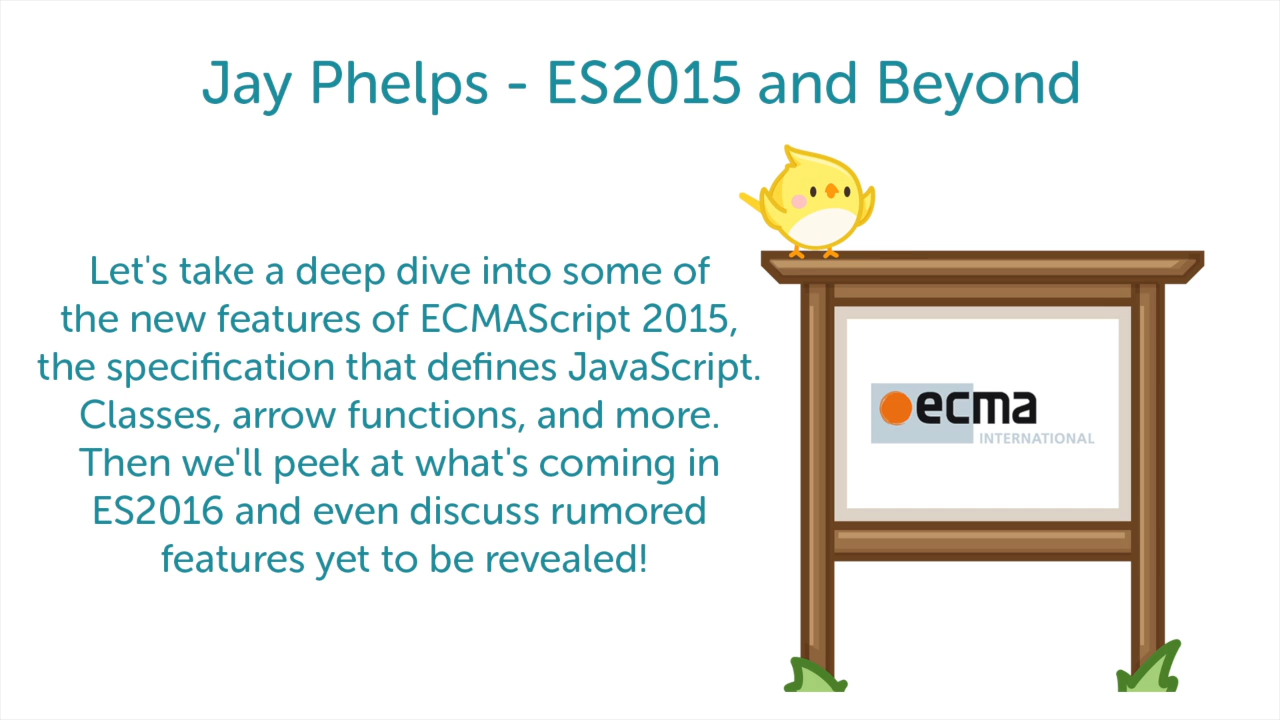 Jay Phelps - ES2015 and Beyond
Let's take a deep dive into some of
the new features of ECMAScript 2015,
the specification that defines JavaScript.
Classes, arrow functions, and more.
Then we'll peek at what's coming in
ES2016 and even discuss rumored
features yet to be revealed!
ecma
INTERNATIONAL